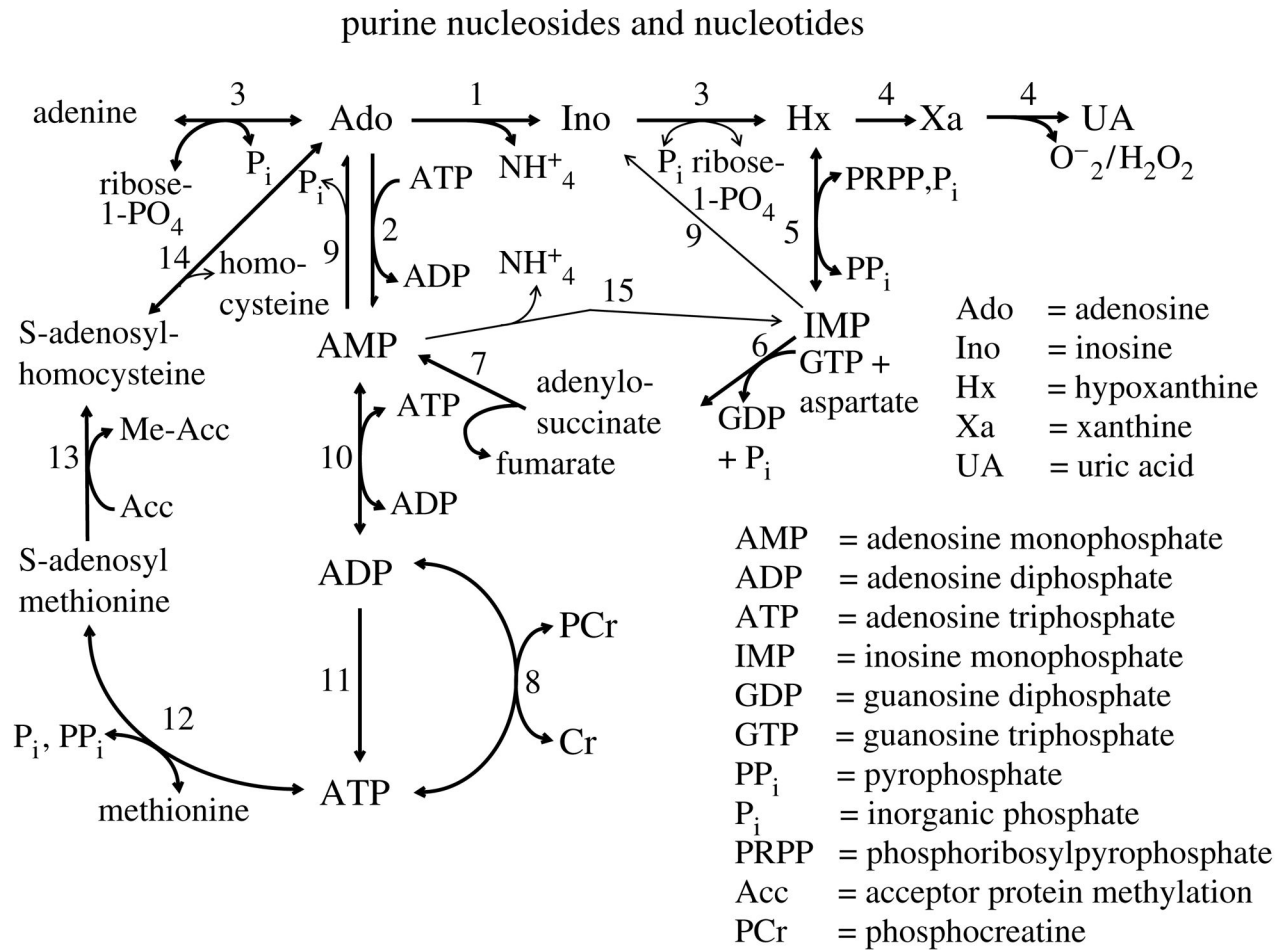 purine nucleosides and nucleotides
adenine
3
Ado
1
Ino
3
Hx
4
Xa
4
UA
ribose-
1-PO4
Pi
NH+4
Pi
ribose-
1-PO4
O−2/H2O2
Pi
ATP
2
9
ADP
14
homo-
cysteine
NH+4
15
9
5
PRPP,Pi
PPi
S-adenosyl-
homocysteine
AMP
IMP
7
6
GTP +
aspartate
GDP
+ Pi
adenylo-
succinate
fumarate
ATP
10
ADP
Me-Acc
13
Acc
S-adenosyl
methionine
ADP
11
8
PCr
Cr
12
Pi, PPi
methionine
ATP
Ado = adenosine
Ino = inosine
Hx = hypoxanthine
Xa = xanthine
UA = uric acid
AMP = adenosine monophosphate
ADP = adenosine diphosphate
ATP = adenosine triphosphate
IMP = inosine monophosphate
GDP = guanosine diphosphate
GTP = guanosine triphosphate
PPi = pyrophosphate
Pi = inorganic phosphate
PRPP = phosphoribosylpyrophosphate
Acc = acceptor protein methylation
PCr = phosphocreatine